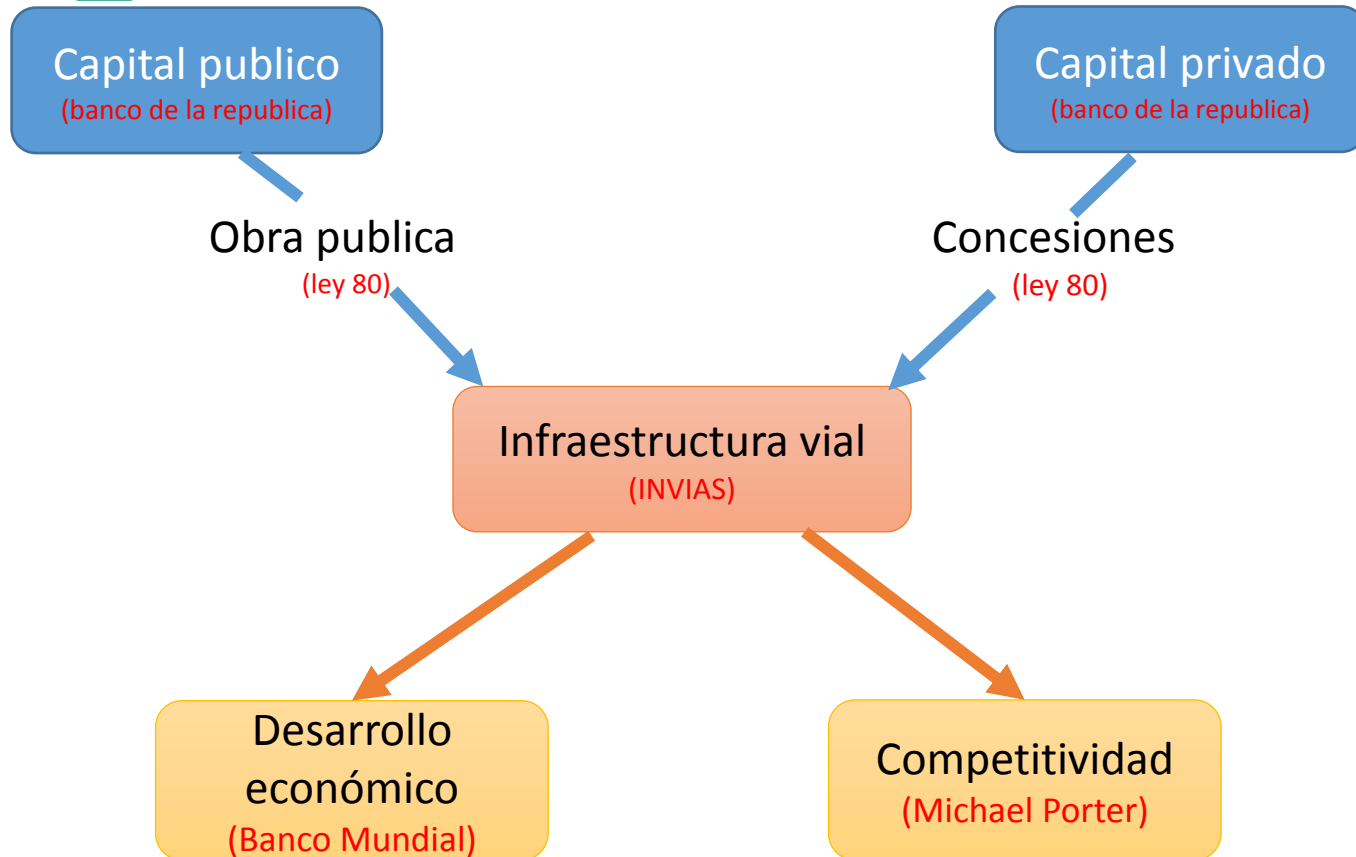 Capital publico
(banco de la republica)
Capital privado
(banco de la republica)
Obra publica
(ley 80)
Concesiones
(ley 80)
Infraestructura vial
(INVIAS)
Desarrollo
económico
(Banco Mundial)
Competitividad
(Michael Porter)